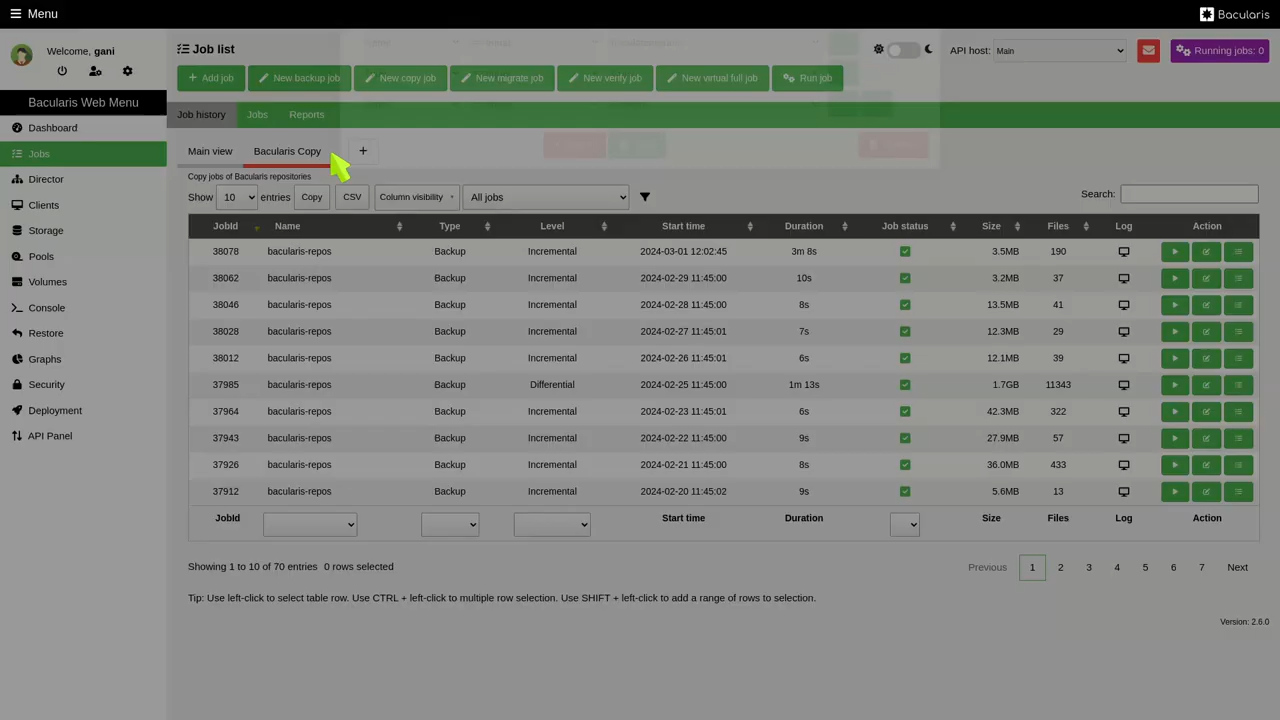 Menu
Bacularis
Welcome, gani
Job list
API host: Main
Running jobs: 0
Add job
New backup job
New copy job
New migrate job
New verify job
New virtual full job
Run job
Bacularis Web Menu
Job history
Jobs
Reports
Dashboard
Jobs
Director
Clients
Storage
Pools
Volumes
Console
Restore
Graphs
Security
Deployment
API Panel
Main view
Bacularis Copy
+
Copy jobs of Bacularis repositories
Show 10 entries
Copy
CSV
Column visibility
All jobs
Search:
JobId Name Type Level Start time Duration Job status Size Files Log Action
38078 bacularis-repos Backup Incremental 2024-03-01 12:02:45 3m 8s 3.5MB 190
38062 bacularis-repos Backup Incremental 2024-02-29 11:45:00 10s 3.2MB 37
38046 bacularis-repos Backup Incremental 2024-02-28 11:45:00 8s 13.5MB 41
38028 bacularis-repos Backup Incremental 2024-02-27 11:45:01 7s 12.3MB 29
38012 bacularis-repos Backup Incremental 2024-02-26 11:45:01 6s 12.1MB 39
37985 bacularis-repos Backup Differential 2024-02-25 11:45:00 1m 13s 1.7GB 11343
37964 bacularis-repos Backup Incremental 2024-02-23 11:45:01 6s 42.3MB 322
37943 bacularis-repos Backup Incremental 2024-02-22 11:45:00 9s 27.9MB 57
37926 bacularis-repos Backup Incremental 2024-02-21 11:45:00 8s 36.0MB 433
37912 bacularis-repos Backup Incremental 2024-02-20 11:45:02 9s 5.6MB 13
JobId Start time Duration Size Files Log Action
Showing 1 to 10 of 70 entries 0 rows selected
Previous 1 2 3 4 5 6 7 Next
Tip: Use left-click to select table row. Use CTRL + left-click to multiple row selection. Use SHIFT + left-click to add a range of rows to selection.
Version: 2.6.0